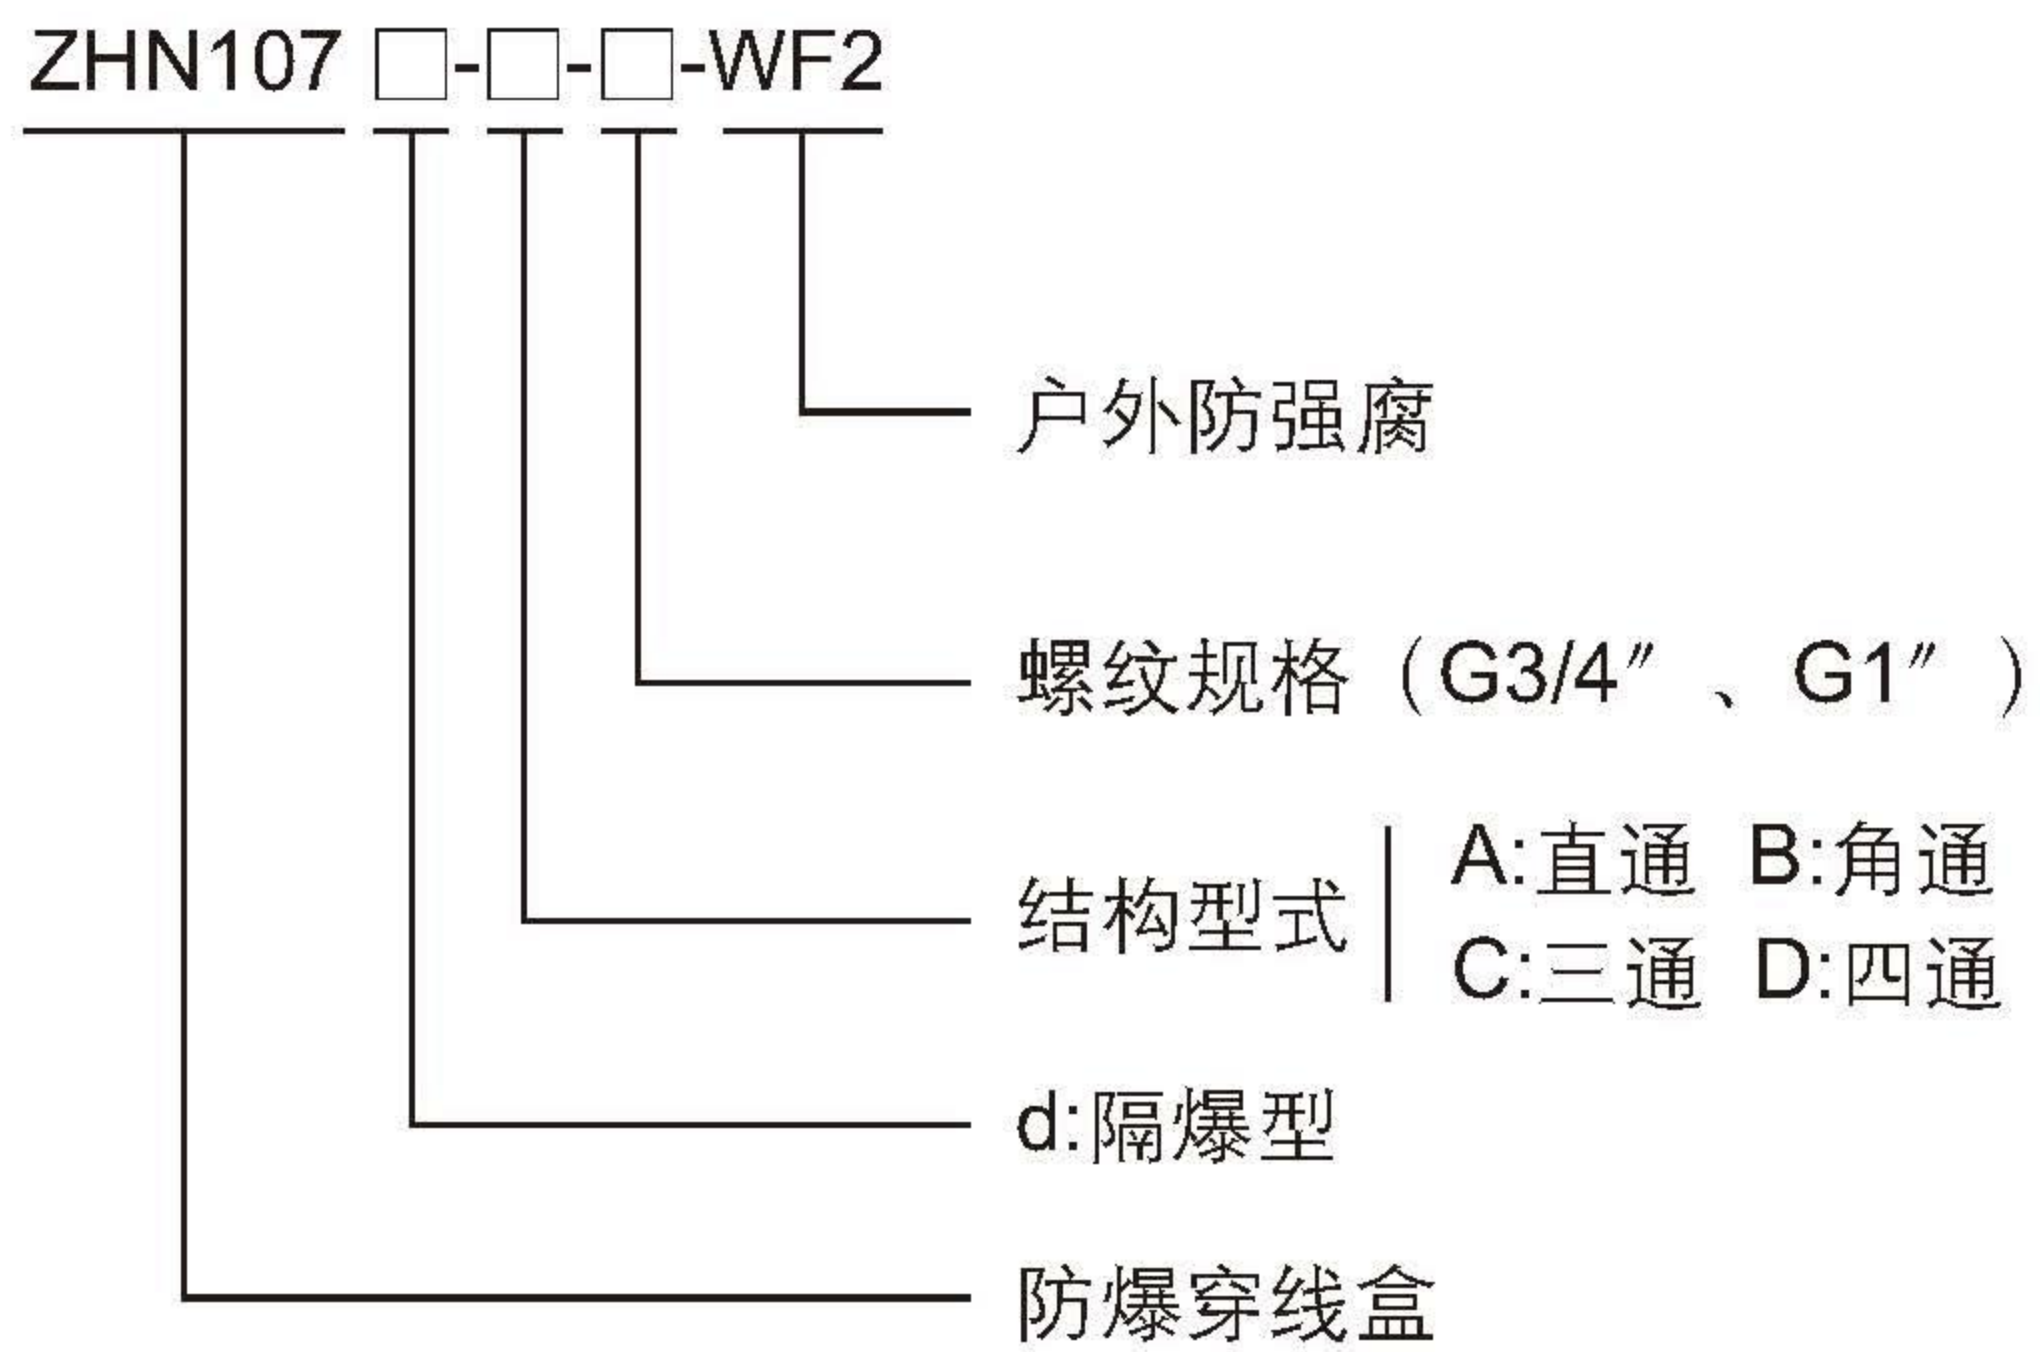 ZHN107 □-□-□-WF2
户外防强腐
螺纹规格（G3/4″、G1″）
结构型式
A:直通 B:角通
C:三通 D:四通
d:隔爆型
防爆穿线盒